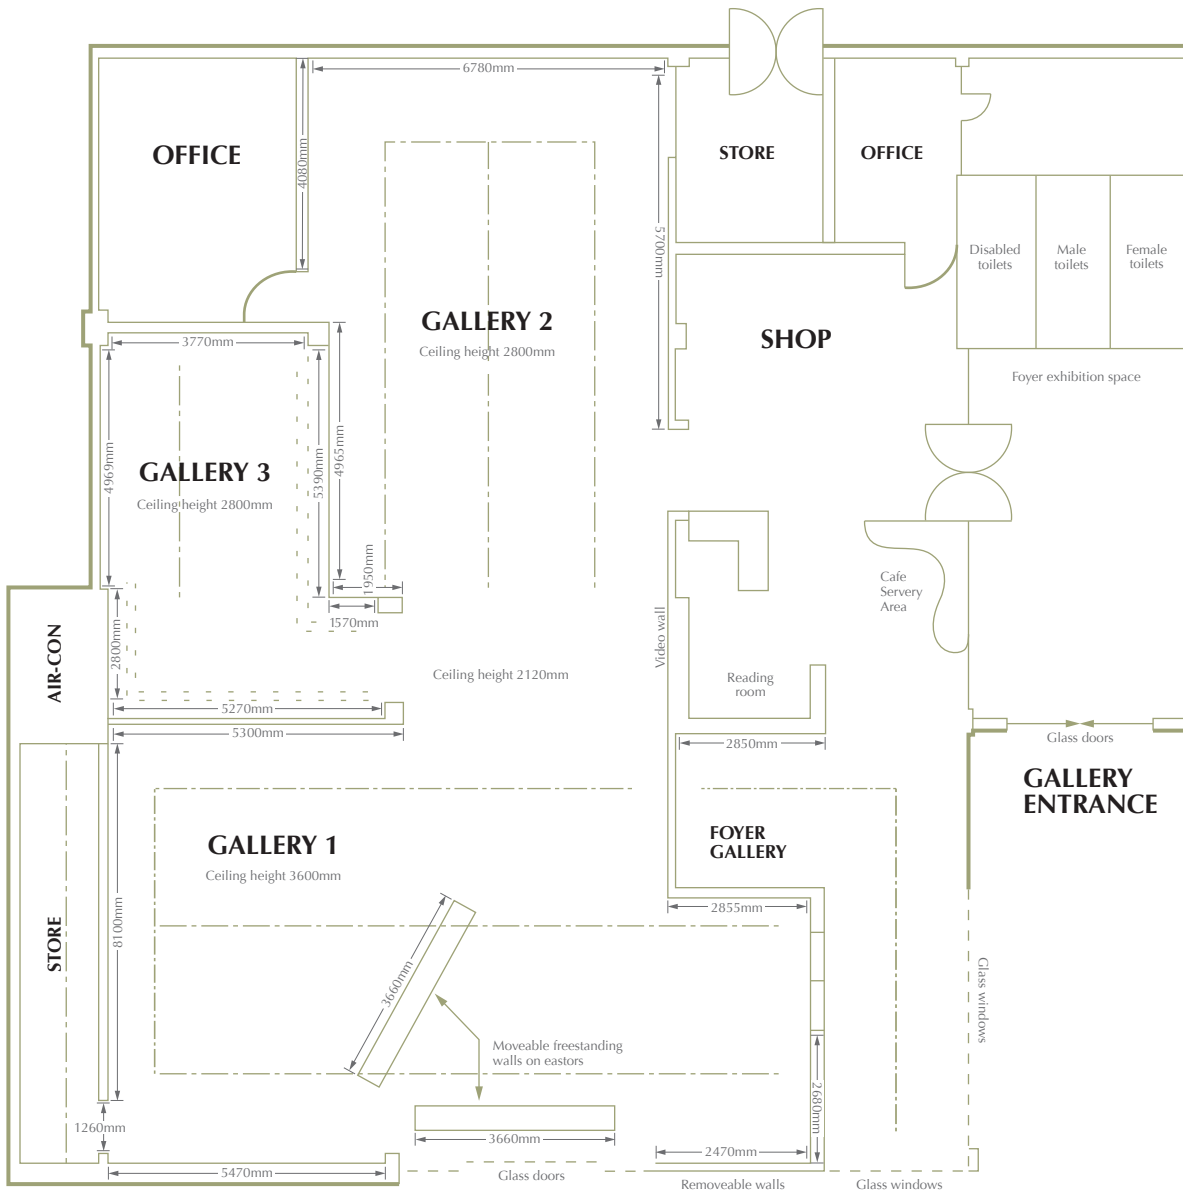 6780mm
OFFICE
4080mm
STORE
OFFICE
5700mm
Disabled
toilets
Male
toilets
Female
toilets
GALLERY 2
Ceiling height 2800mm
SHOP
3770mm
Foyer exhibition space
4969mm
GALLERY 3
Ceiling height 2800mm
5390mm
4965mm
1950mm
1570mm
Cafe
Servery
Area
AIR-CON
2800mm
Video wall
Ceiling height 2120mm
Reading
room
5270mm
5300mm
2850mm
Glass doors
GALLERY
ENTRANCE
GALLERY 1
Ceiling height 3600mm
FOYER
GALLERY
STORE
8100mm
2855mm
3660mm
Glass windows
Moveable freestanding
walls on eastors
2680mm
1260mm
3660mm
2470mm
5470mm
Glass doors
Removeable walls
Glass windows